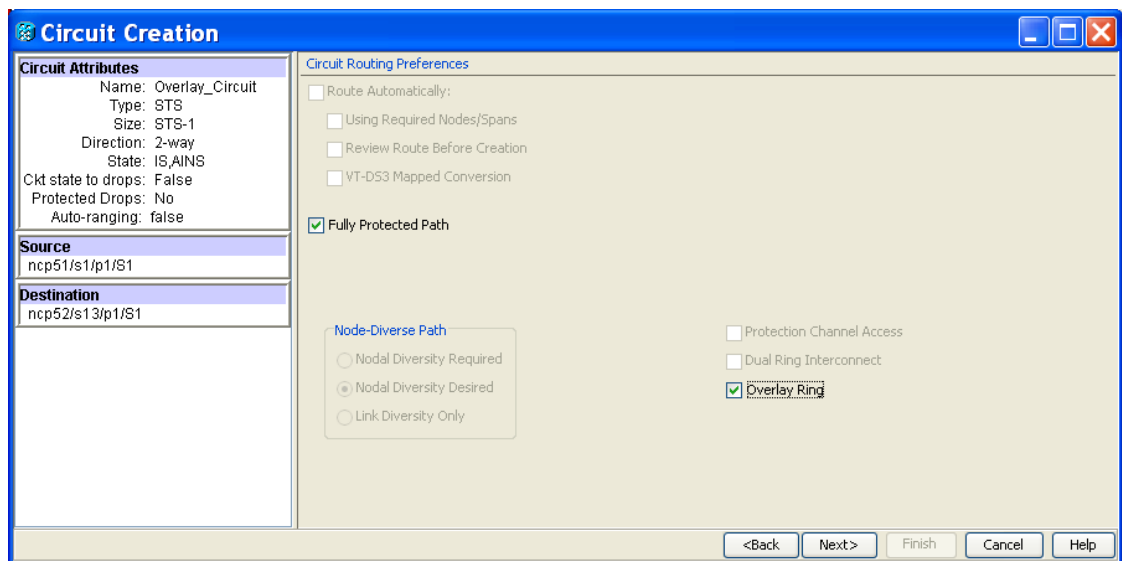 Circuit Creation
Circuit Attributes
Name: Overlay_Circuit
Type: STS
Size: STS-1
Direction: 2-way
State: IS,AINS
Ckt state to drops: False
Protected Drops: No
Auto-ranging: false
Source
ncp51/s1/p1/S1
Destination
ncp52/s13/p1/S1
Circuit Routing Preferences
Route Automatically:
Using Required Nodes/Spans
Review Route Before Creation
VT-DS3 Mapped Conversion
Fully Protected Path
Node-Diverse Path
Nodal Diversity Required
Nodal Diversity Desired
Link Diversity Only
Protection Channel Access
Dual Ring Interconnect
Overlay Ring
<Back
Next>
Finish
Cancel
Help